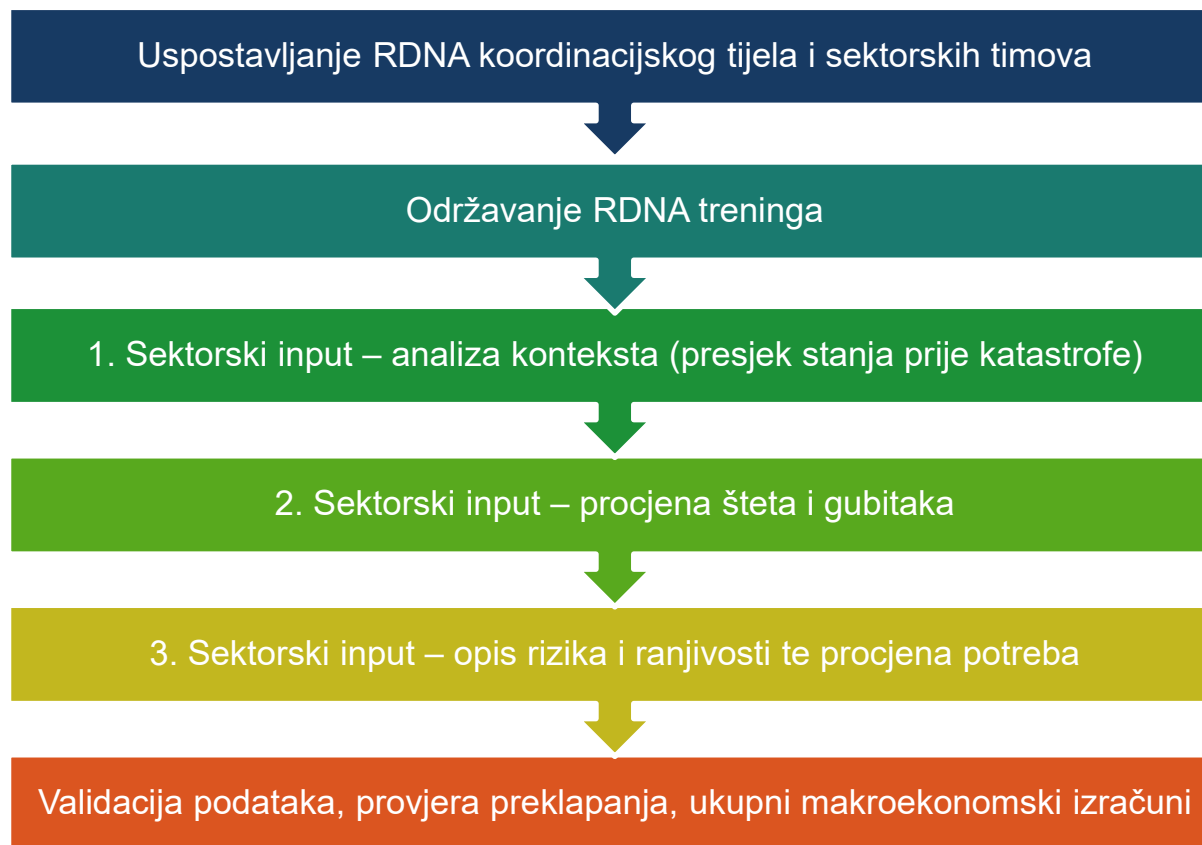 Uspostavljanje RDNA koordinacijskog tijela i sektorskih timova
Održavanje RDNA treninga
1. Sektorski input – analiza konteksta (presjek stanja prije katastrofe)
2. Sektorski input – procjena šteta i gubitaka
3. Sektorski input – opis rizika i ranjivosti te procjena potreba
Validacija podataka, provjera preklapanja, ukupni makroekonomski izračuni